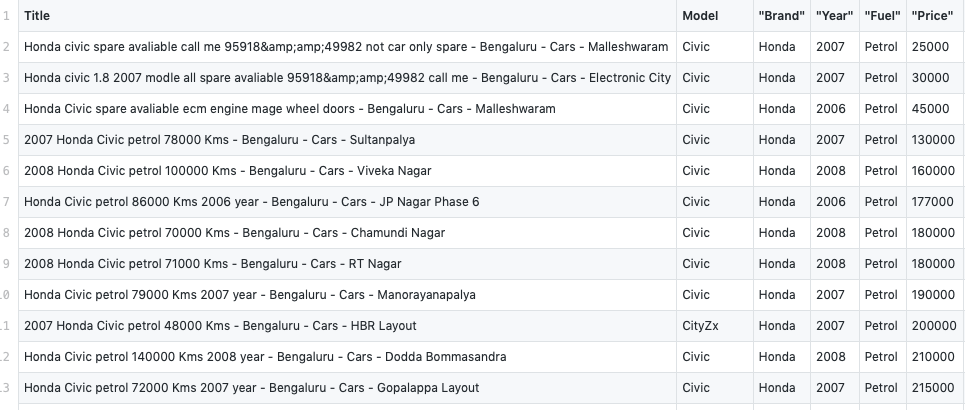 1 Title Model "Brand" "Year" "Fuel" "Price"
2 Honda civic spare avaliable call me 95918&amp;amp;49982 not car only spare - Bengaluru - Cars - Malleshwaram Civic Honda 2007 Petrol 25000
3 Honda civic 1.8 2007 modle all spare avaliable 95918&amp;amp;49982 call me - Bengaluru - Cars - Electronic City Civic Honda 2007 Petrol 30000
4 Honda Civic spare avaliable ecm engine mage wheel doors - Bengaluru - Cars - Malleshwaram Civic Honda 2006 Petrol 45000
5 2007 Honda Civic petrol 78000 Kms - Bengaluru - Cars - Sultanpalya Civic Honda 2007 Petrol 130000
6 2008 Honda Civic petrol 100000 Kms - Bengaluru - Cars - Viveka Nagar Civic Honda 2008 Petrol 160000
7 Honda Civic petrol 86000 Kms 2006 year - Bengaluru - Cars - JP Nagar Phase 6 Civic Honda 2006 Petrol 177000
8 2008 Honda Civic petrol 70000 Kms - Bengaluru - Cars - Chamundi Nagar Civic Honda 2008 Petrol 180000
9 2008 Honda Civic petrol 71000 Kms - Bengaluru - Cars - RT Nagar Civic Honda 2008 Petrol 180000
0 Honda Civic petrol 79000 Kms 2007 year - Bengaluru - Cars - Manorayanapalya Civic Honda 2007 Petrol 190000
1 2007 Honda Civic petrol 48000 Kms - Bengaluru - Cars - HBR Layout CityZx Honda 2007 Petrol 200000
2 Honda Civic petrol 140000 Kms 2008 year - Bengaluru - Cars - Dodda Bommasandra Civic Honda 2008 Petrol 210000
3 Honda Civic petrol 72000 Kms 2007 year - Bengaluru - Cars - Gopalappa Layout Civic Honda 2007 Petrol 215000